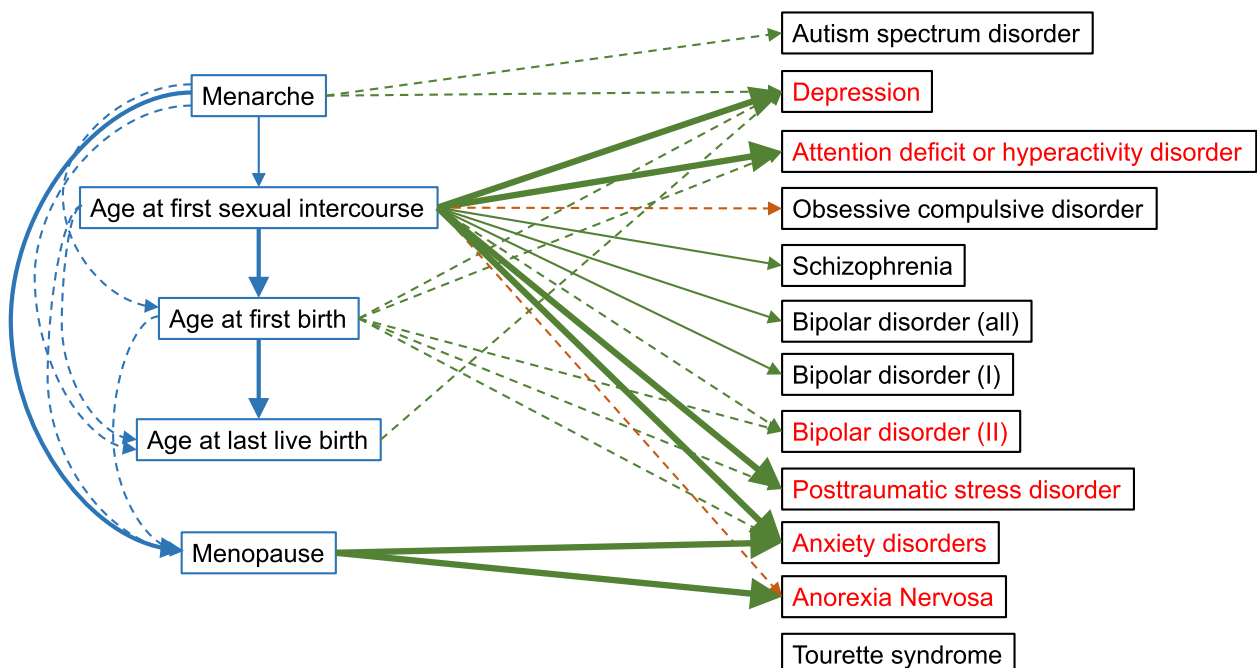 Menarche
Age at first sexual intercourse
Age at first birth
Age at last live birth
Menopause
Autism spectrum disorder
Depression
Attention deficit or hyperactivity disorder
Obsessive compulsive disorder
Schizophrenia
Bipolar disorder (all)
Bipolar disorder (I)
Bipolar disorder (II)
Posttraumatic stress disorder
Anxiety disorders
Anorexia Nervosa
Tourette syndrome